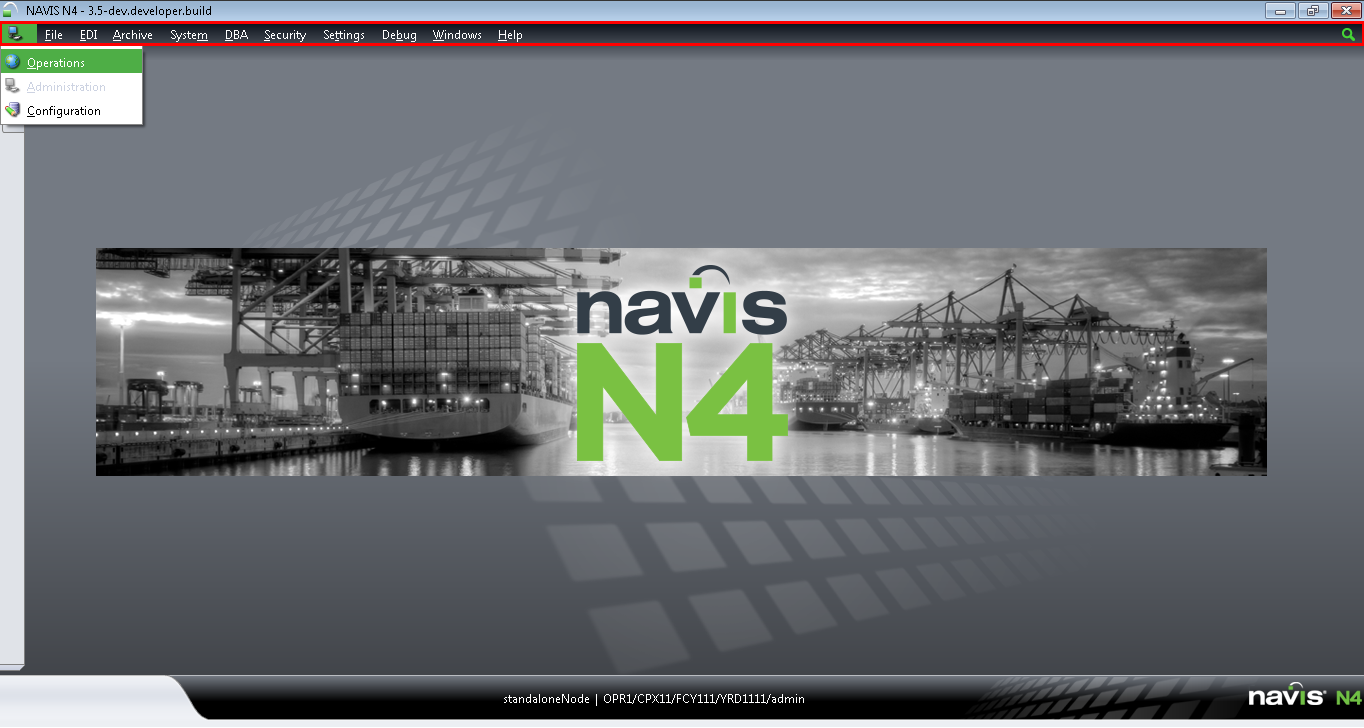 NAVIS N4 - 3.5-dev.developer.build
File EDI Archive System DBA Security Settings Debug Windows Help
Operations
Administration
Configuration
navis
N4
standaloneNode | OPR1/CPX11/FCY111/YRD1111/admin
navis N4